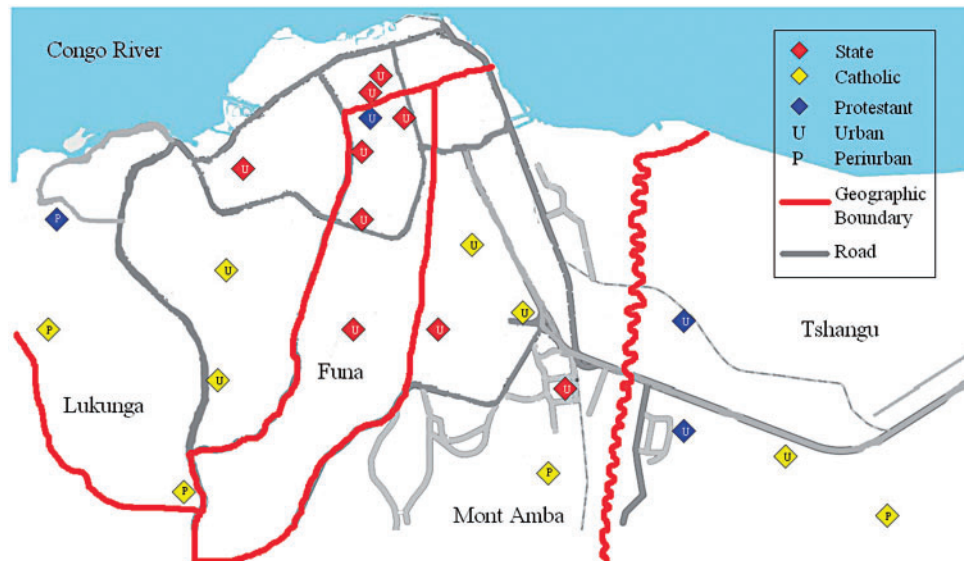 Congo River
State
Catholic
Protestant
U Urban
P Periurban
Geographic
Boundary
Road
U
U
U U
U
U
U
P
U
U
U
P
U
U
U
U
Tshangu
Funa
U
U
Lukunga
U
U
P
P
Mont Amba
P